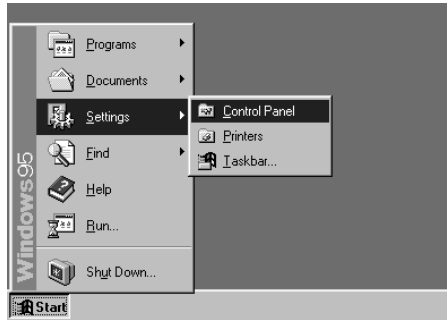 Programs
Documents
Settings
Control Panel
Printers
Taskbar...
Find
Help
Run...
Shut Down...
Windows95
Start